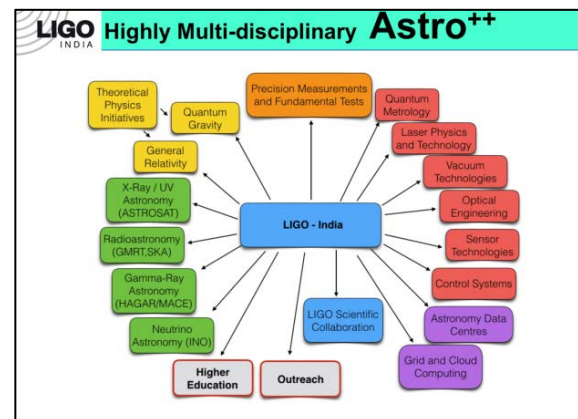 LIGO
INDIA
Highly Multi-disciplinary Astro++
Theoretical
Physics
Initiatives
Quantum
Gravity
General
Relativity
Precision Measurements
and Fundamental Tests
Quantum
Metrology
Laser Physics
and Technology
Vacuum
Technologies
Optical
Engineering
Sensor
Technologies
Control Systems
X-Ray / UV
Astronomy
(ASTROSAT)
Radioastronomy
(GMRT,SKA)
Gamma-Ray
Astronomy
(HAGAR/MACE)
Neutrino
Astronomy (INO)
LIGO - India
LIGO Scientific
Collaboration
Astronomy Data
Centres
Grid and Cloud
Computing
Higher
Education
Outreach